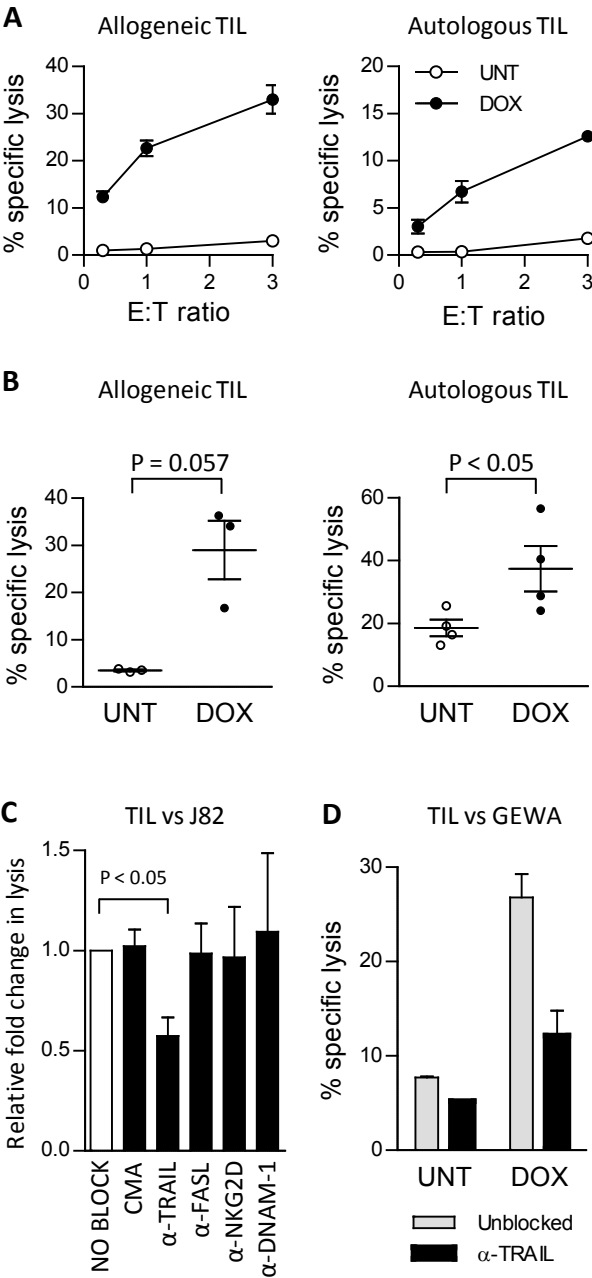 A
Allogeneic TIL
Autologous TIL
% specific lysis
40
30
20
10
0
0
1
2
3
E:T ratio
% specific lysis
20
15
10
5
0
0
1
2
3
E:T ratio
UNT
DOX
B
Allogeneic TIL
Autologous TIL
P = 0.057
% specific lysis
40
30
20
10
0
UNT
DOX
P < 0.05
% specific lysis
60
40
20
0
UNT
DOX
C
TIL vs J82
Relative fold change in lysis
1.5
1.0
0.5
0.0
P < 0.05
NO BLOCK
CMA
α-TRAIL
α-FASL
α-NKG2D
α-DNAM-1
D
TIL vs GEWA
% specific lysis
30
20
10
0
UNT
DOX
Unblocked
α-TRAIL